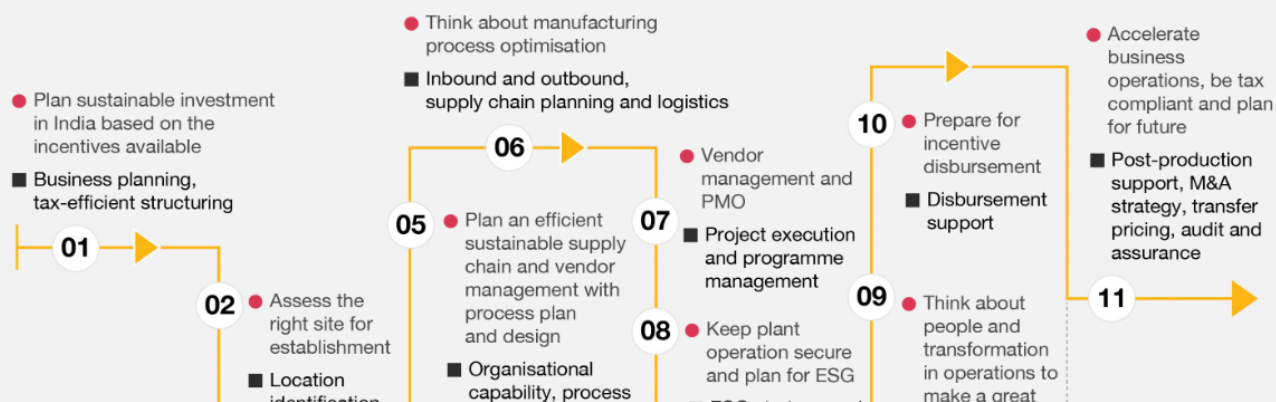 Plan sustainable investment
in India based on the
incentives available
Business planning,
tax-efficient structuring
01
02
Assess the
right site for
establishment
Location
identification
05
Plan an efficient
sustainable supply
chain and vendor
management with
process plan
and design
Organisational
capability, process
Think about manufacturing
process optimisation
Inbound and outbound,
supply chain planning and logistics
06
07
Vendor
management and
PMO
Project execution
and programme
management
08
Keep plant
operation secure
and plan for ESG
09
Think about
people and
transformation
in operations to
make a great
10
Prepare for
incentive
disbursement
Disbursement
support
Accelerate
business
operations, be tax
compliant and plan
for future
Post-production
support, M&A
strategy, transfer
pricing, audit and
assurance
11